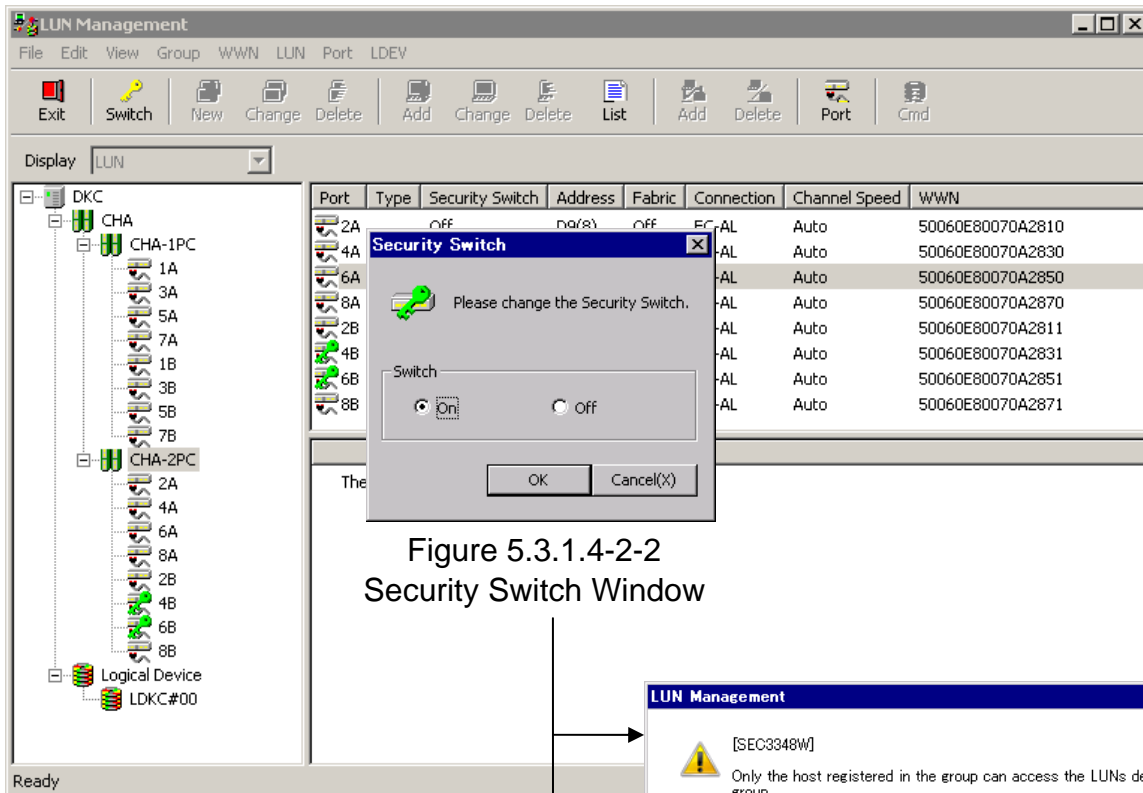 LUN Management
File Edit View Group WWN LUN Port LDEV
Exit Switch New Change Delete Add Change Delete List Add Delete Port Cmd
Display LUN
DKC
CHA
CHA-1PC
1A
3A
5A
7A
1B
3B
5B
7B
CHA-2PC
2A
4A
6A
8A
2B
4B
6B
8B
Logical Device
LDKC#00
Port Type Security Switch Address Fabric Connection Channel Speed WWN
2A Off D9(8) Off FC-AL Auto 50060E80070A2810
4A -AL Auto 50060E80070A2830
6A -AL Auto 50060E80070A2850
8A -AL Auto 50060E80070A2870
2B -AL Auto 50060E80070A2811
4B -AL Auto 50060E80070A2831
6B -AL Auto 50060E80070A2851
8B -AL Auto 50060E80070A2871
The
Security Switch
Please change the Security Switch.
Switch
On Off
OK Cancel(X)
Figure 5.3.1.4-2-2
Security Switch Window
LUN Management
[SEC3348W]
Only the host registered in the group can access the LUNs de
group
Ready